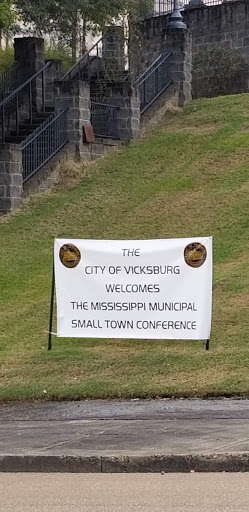 THE
CITY OF VICKSBURG
WELCOMES
THE MISSISSIPPI MUNICIPAL
SMALL TOWN CONFERENCE